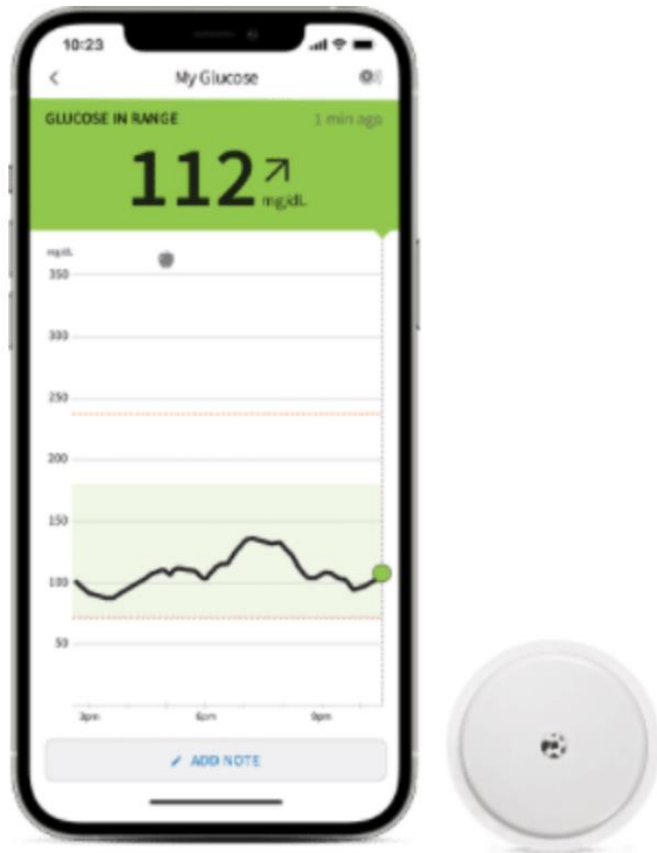 10:23
My Glucose
GLUCOSE IN RANGE 1 min ago
112
mg/dL
mg/dL
350
300
250
200
150
100
50
3pm 6pm 9pm
ADD NOTE